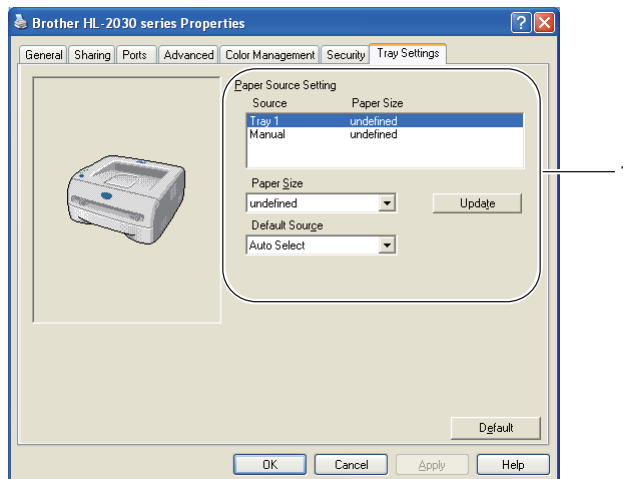 Brother HL-2030 series Properties
General Sharing Ports Advanced Color Management Security Tray Settings
Paper Source Setting
Source Paper Size
Tray 1 undefined
Manual undefined
Paper Size
undefined Update
Default Source
Auto Select
Default
OK Cancel Apply Help